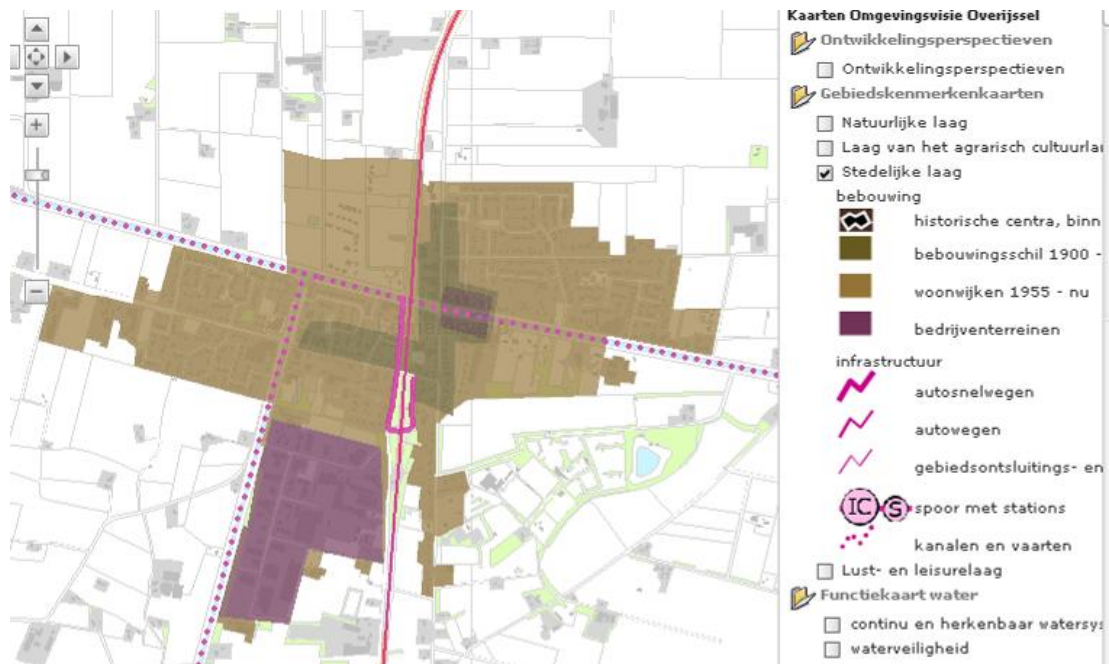 Kaarten Omgevingsvisie Overijssel
Ontwikkelingsperspectieven
Ontwikkelingsperspectieven
Gebiedskenmerkenkaarten
Natuurlijke laag
Laag van het agrarisch cultuurla
Stedelijke laag
bebouwing
historische centra, binn
bebouwingsschil 1900 -
woonwijken 1955 - nu
bedrijventerreinen
infrastructuur
autosnelwegen
autowegen
gebiedsontsluitings- en
IC S spoor met stations
kanalen en vaarten
Lust- en leisurelaag
Functiekaart water
continu en herkenbaar watersys
waterveiligheid